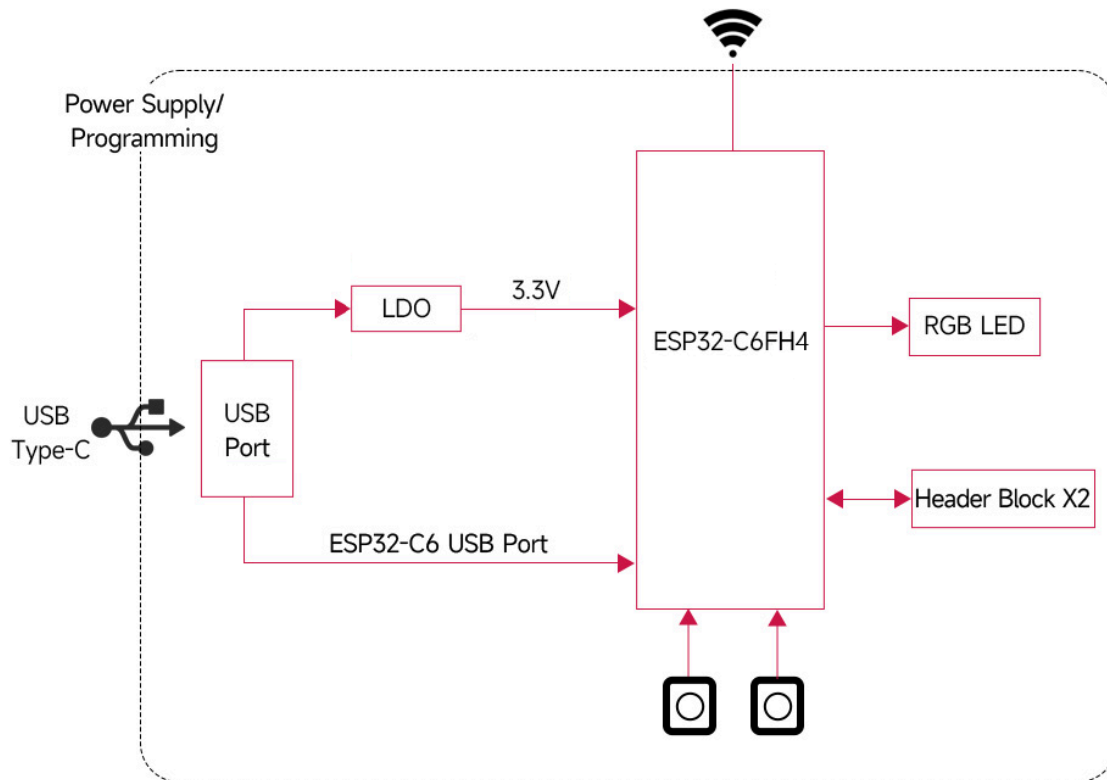 Power Supply/
Programming
LDO
3.3V
ESP32-C6FH4
RGB LED
USB
Type-C
USB
Port
Header Block X2
ESP32-C6 USB Port